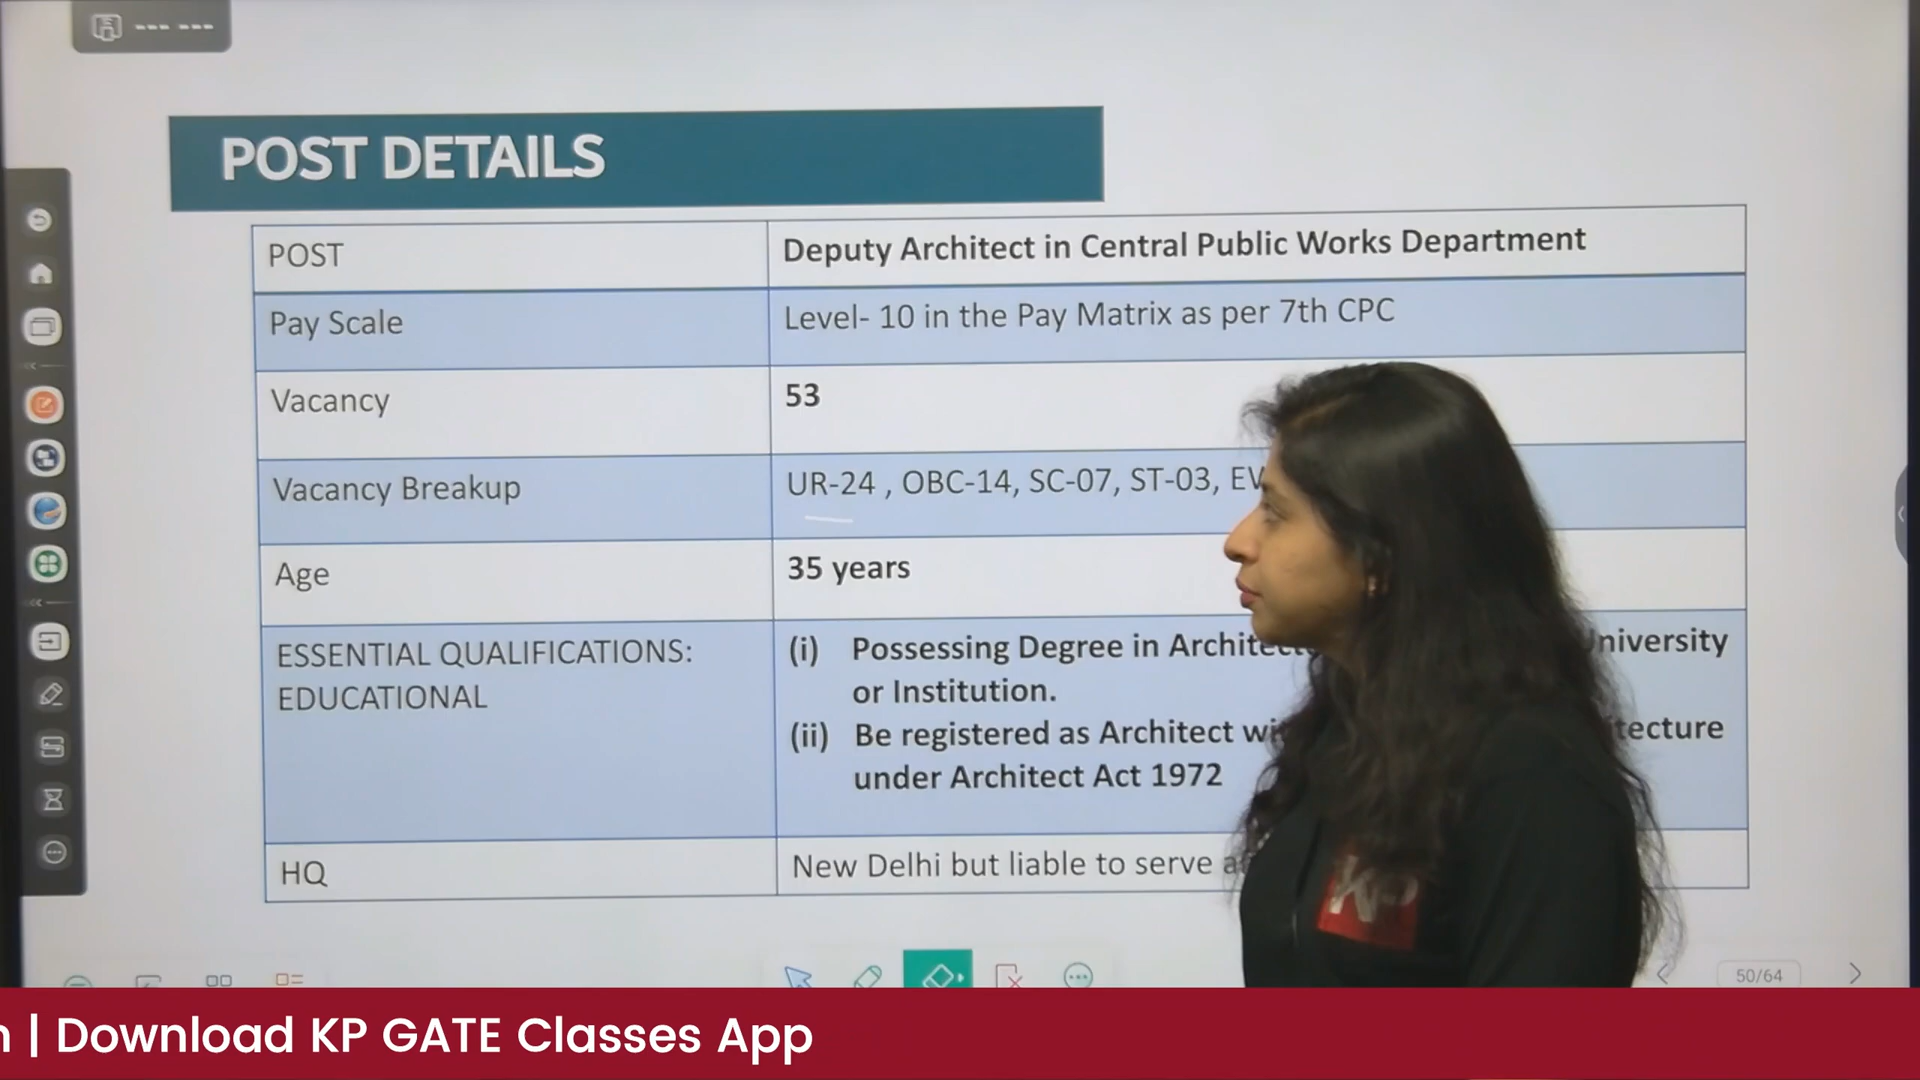 POST DETAILS
POST
Deputy Architect in Central Public Works Department
Pay Scale
Level- 10 in the Pay Matrix as per 7th CPC
Vacancy
53
Vacancy Breakup
UR-24 , OBC-14, SC-07, ST-03,
Age
35 years
ESSENTIAL QUALIFICATIONS:
EDUCATIONAL
(i) Possessing Degree in University
or Institution.
(ii) Be registered as Architect
under Architect Act 1972
HQ
New Delhi but liable to serve
KP
50/64
| Download KP GATE Classes App